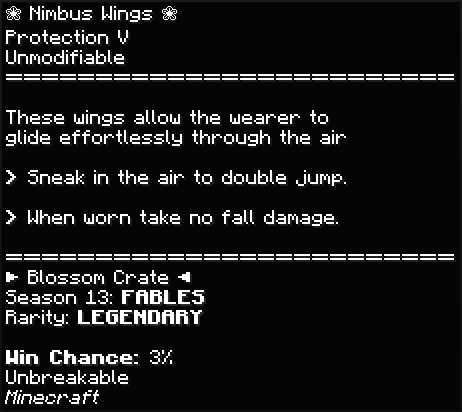 ❀ Nimbus Wings ❀
Protection V
Unmodifiable
============================
These wings allow the wearer to
glide effortlessly through the air
> Sneak in the air to double jump.
> When worn take no fall damage.
============================
► Blossom Crate ◄
Season 13: FABLES
Rarity: LEGENDARY
Win Chance: 3%
Unbreakable
Minecraft